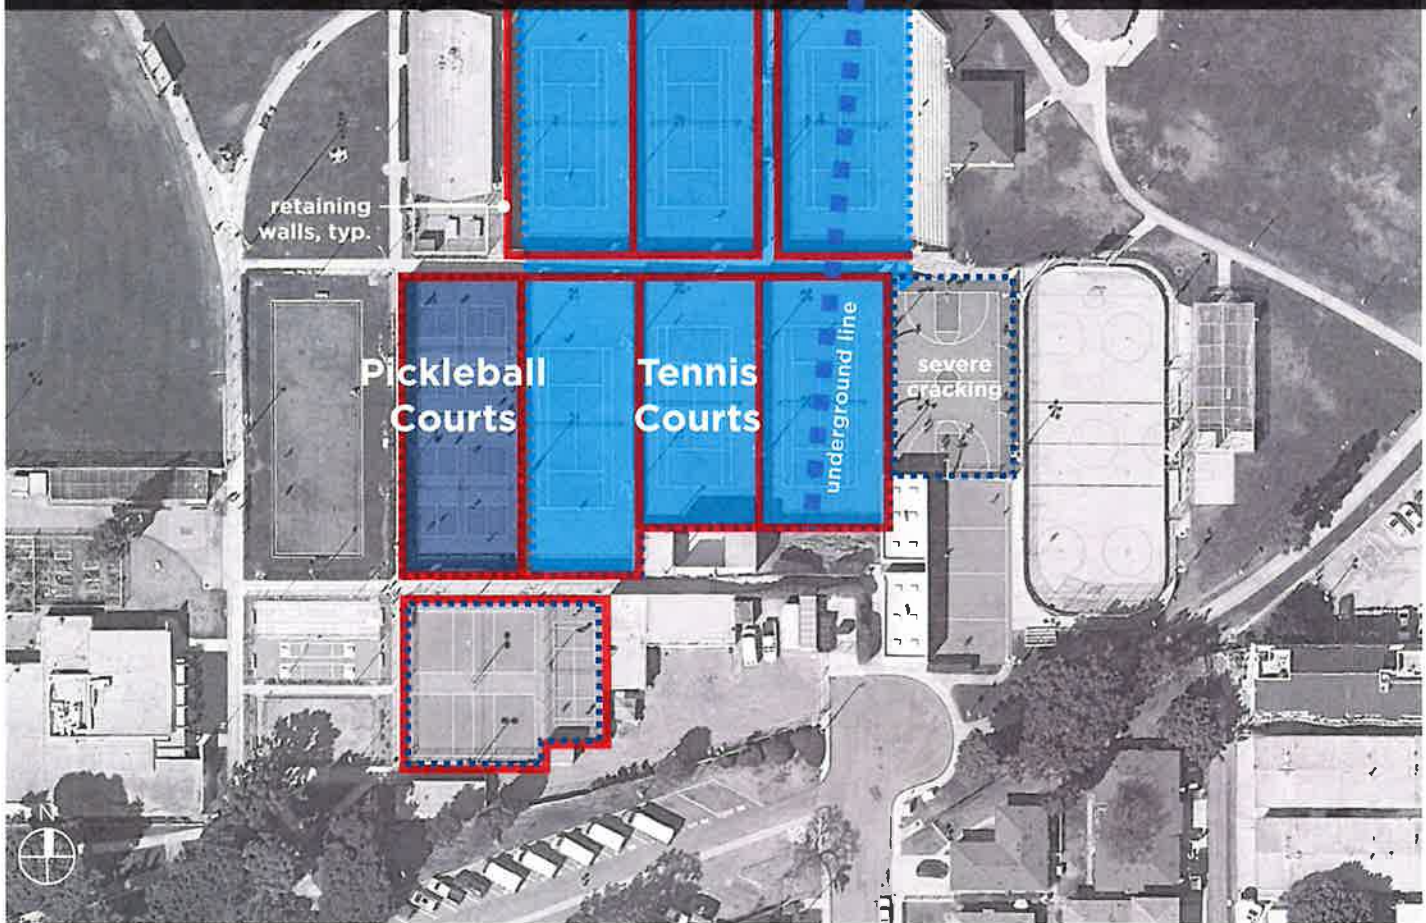 retaining
walls, typ.
Pickleball
Courts
Tennis
Courts
underground line
severe
cracking
N